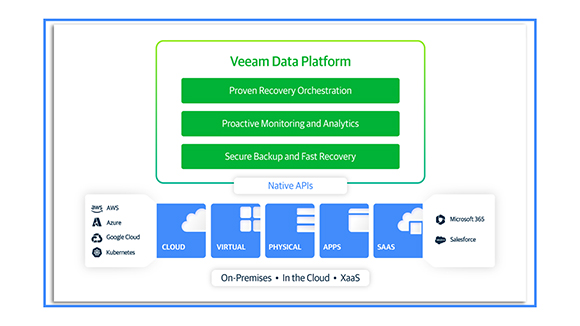 Veeam Data Platform
Proven Recovery Orchestration
Proactive Monitoring and Analytics
Secure Backup and Fast Recovery
Native APIs
aws AWS
Azure
Google Cloud
Kubernetes
CLOUD
VIRTUAL
PHYSICAL
APPS
SAAS
Microsoft 365
Salesforce
On-Premises • In the Cloud • XaaS